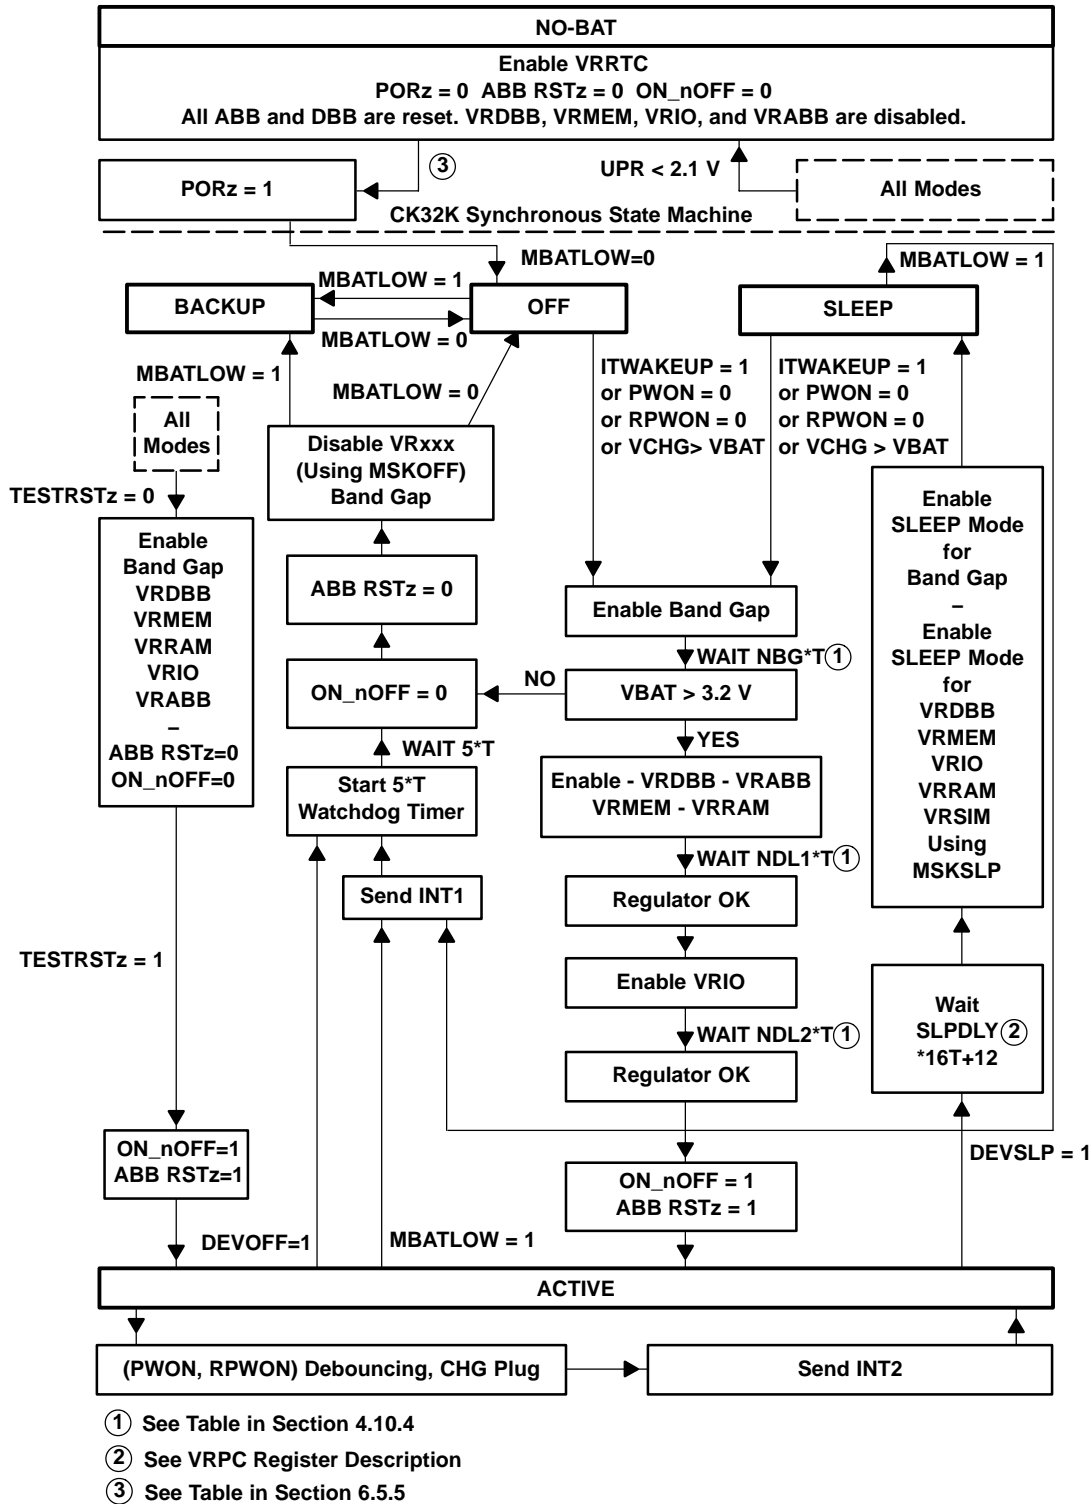 NO-BAT
Enable VRRTC
PORz = 0 ABB RSTz = 0 ON_nOFF = 0
All ABB and DBB are reset. VRDBB, VRMEM, VRIO, and VRABB are disabled.
3
UPR < 2.1 V
PORz = 1
All Modes
CK32K Synchronous State Machine
MBATLOW=0
MBATLOW = 1
MBATLOW = 1
BACKUP
OFF
SLEEP
MBATLOW = 0
MBATLOW = 1
MBATLOW = 0
ITWAKEUP = 1
or PWON = 0
or RPWON = 0
or VCHG> VBAT
ITWAKEUP = 1
or PWON = 0
or RPWON = 0
or VCHG > VBAT
All
Modes
Disable VRxxx
(Using MSKOFF)
Band Gap
TESTRSTz = 0
Enable
Band Gap
VRDBB
VRMEM
VRRAM
VRIO
VRABB
–
ABB RSTz=0
ON_nOFF=0
ABB RSTz = 0
Enable Band Gap
WAIT NBG*T 1
ON_nOFF = 0
NO
VBAT > 3.2 V
YES
WAIT 5*T
Start 5*T
Watchdog Timer
Enable - VRDBB - VRABB
VRMEM - VRRAM
WAIT NDL1*T 1
Send INT1
Regulator OK
Enable VRIO
WAIT NDL2*T 1
Regulator OK
Enable
SLEEP Mode
for
Band Gap
–
Enable
SLEEP Mode
for
VRDBB
VRMEM
VRIO
VRRAM
VRSIM
Using
MSKSLP
Wait
SLPDLY 2
*16T+12
TESTRSTz = 1
ON_nOFF=1
ABB RSTz=1
ON_nOFF = 1
ABB RSTz = 1
DEVSLP = 1
DEVOFF=1
MBATLOW = 1
ACTIVE
(PWON, RPWON) Debouncing, CHG Plug
Send INT2
1 See Table in Section 4.10.4
2 See VRPC Register Description
3 See Table in Section 6.5.5